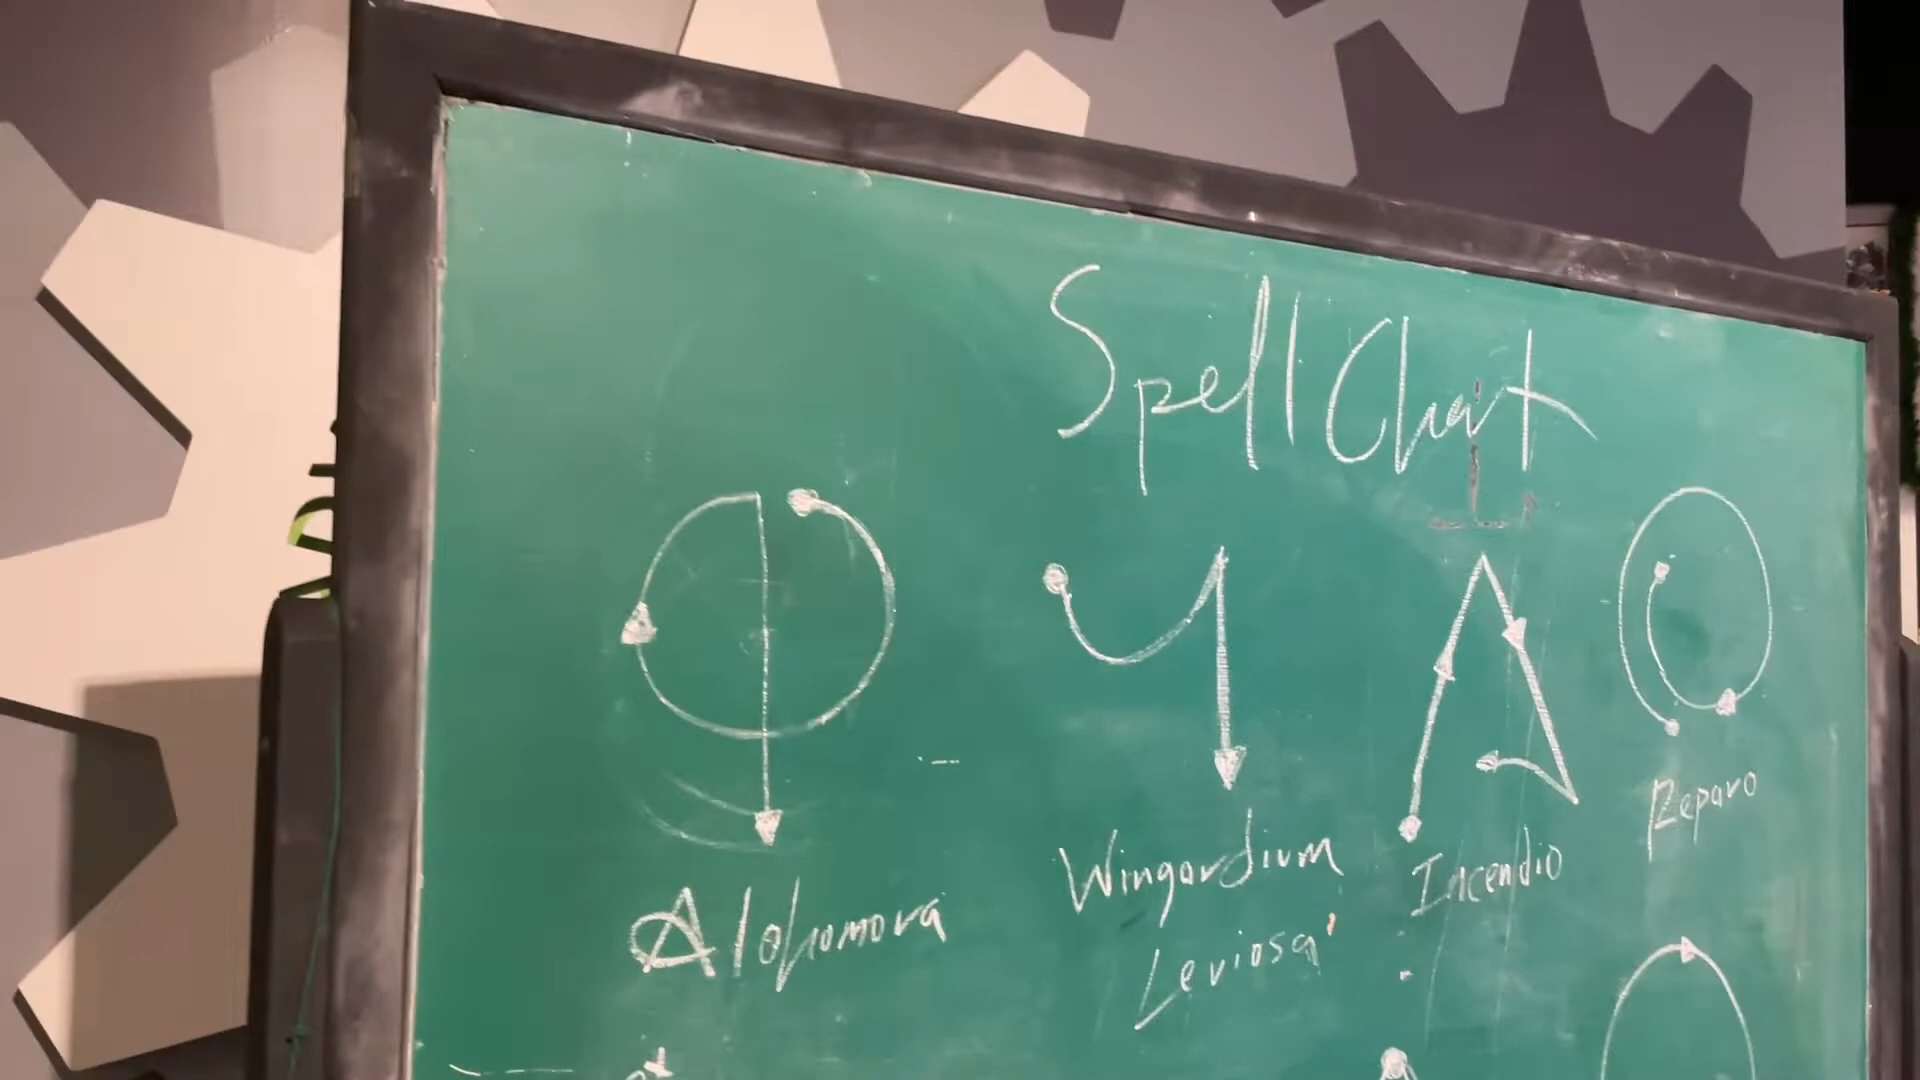 Spell Chart
Alohomora
Wingardium
Leviosa
Incendio
Reparo